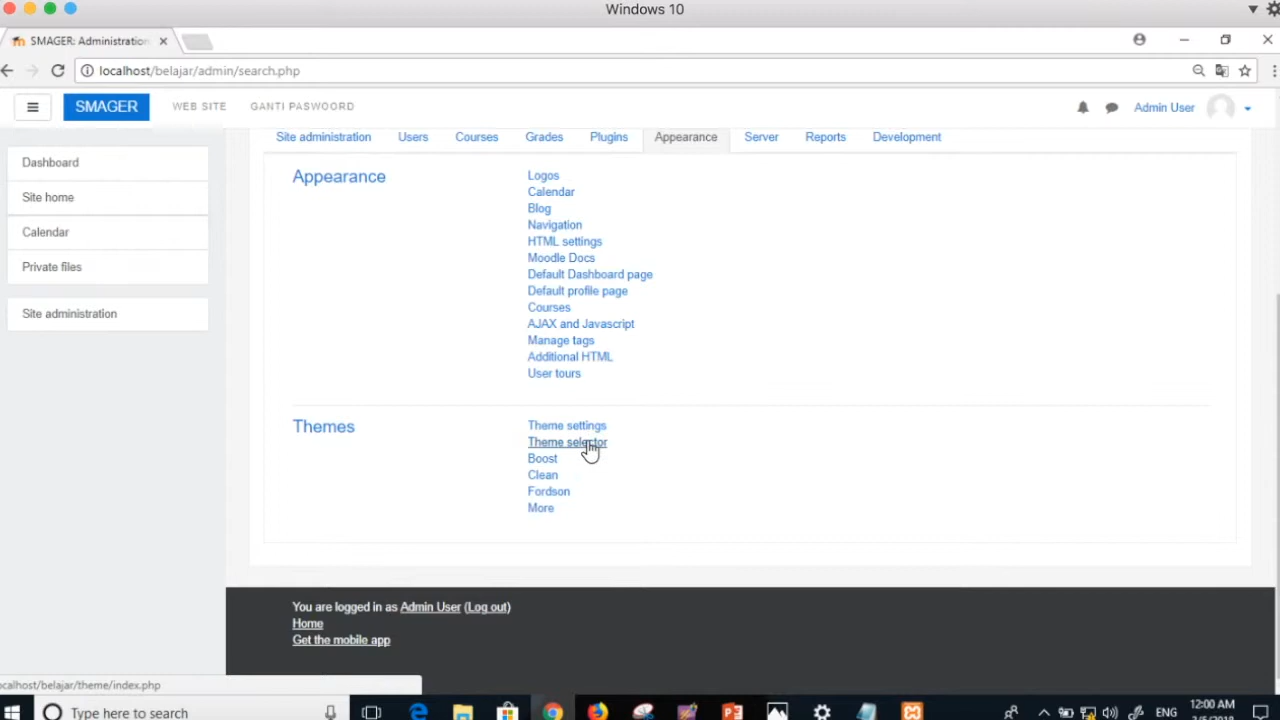 Windows 10
SMAGER: Administration
localhost/belajar/admin/search.php
SMAGER WEB SITE GANTI PASWOORD Admin User
Dashboard
Site home
Calendar
Private files
Site administration
Site administration Users Courses Grades Plugins Appearance Server Reports Development
Appearance
Logos
Calendar
Blog
Navigation
HTML settings
Moodle Docs
Default Dashboard page
Default profile page
Courses
AJAX and Javascript
Manage tags
Additional HTML
User tours
Themes
Theme settings
Theme selector
Boost
Clean
Fordson
More
You are logged in as Admin User (Log out)
Home
Get the mobile app
ocalhost/belajar/theme/index.php
Type here to search
ENG
12:00 AM